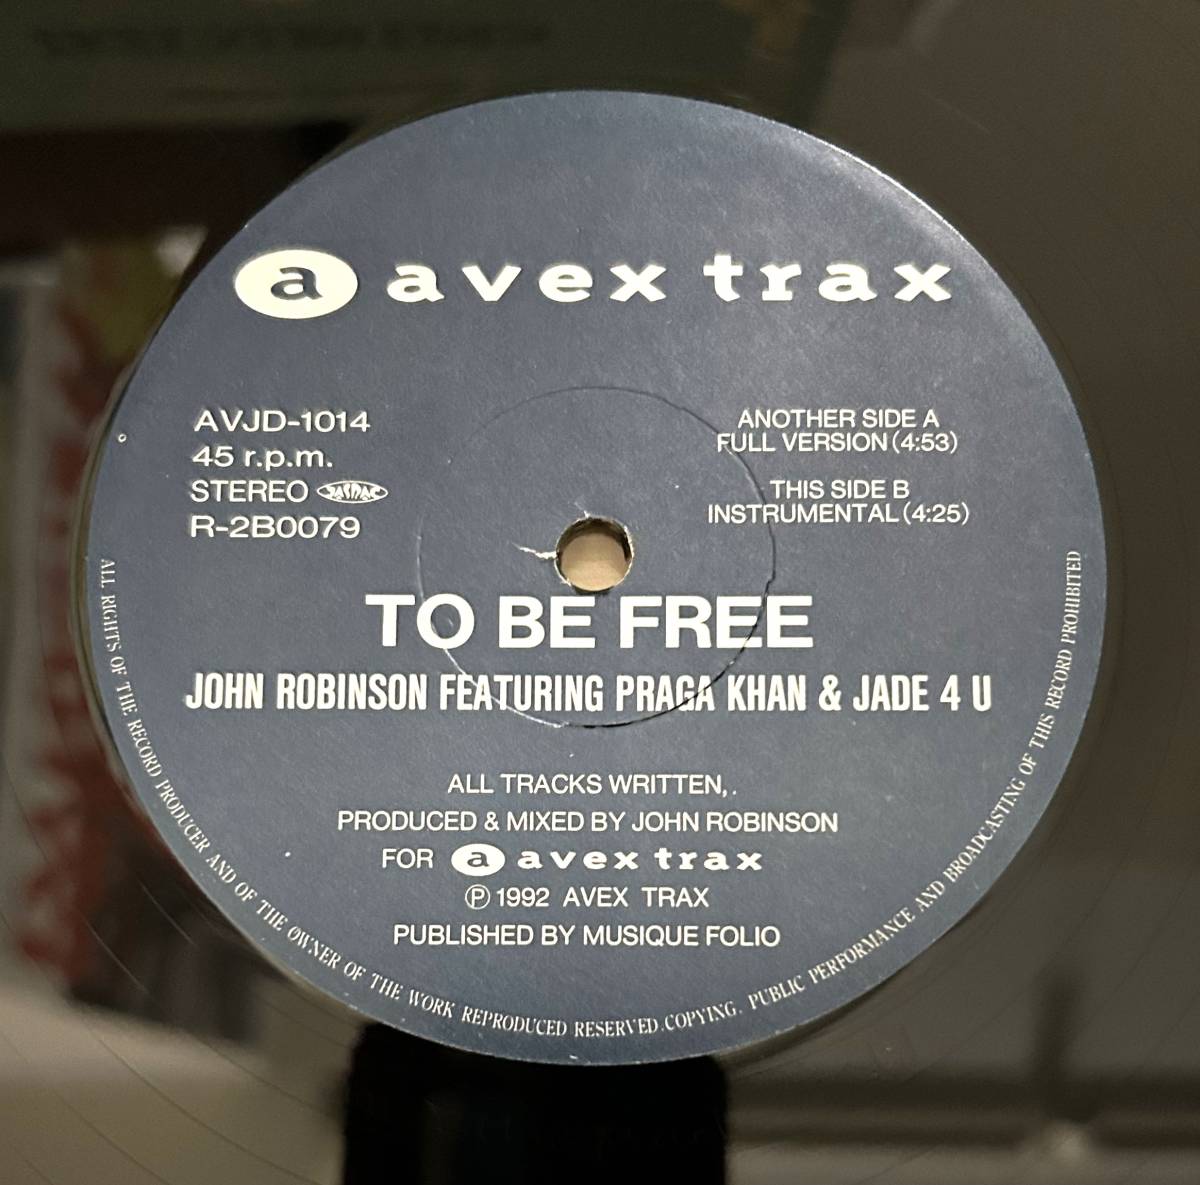 a avex trax
AVJD-1014
45 r.p.m.
STEREO JASRAC
R-2B0079
ANOTHER SIDE A
FULL VERSION (4:53)
THIS SIDE B
INSTRUMENTAL (4:25)
TO BE FREE
JOHN ROBINSON FEATURING PRAGA KHAN & JADE 4 U
ALL TRACKS WRITTEN,.
PRODUCED & MIXED BY JOHN ROBINSON
FOR a avex trax
Ⓟ 1992 AVEX TRAX
PUBLISHED BY MUSIQUE FOLIO
ALL RIGHTS OF THE RECORD PRODUCER AND OF THE OWNER OF THE WORK REPRODUCED RESERVED.COPYING, PUBLIC PERFORMANCE AND BROADCASTING OF THIS RECORD PROHIBITED